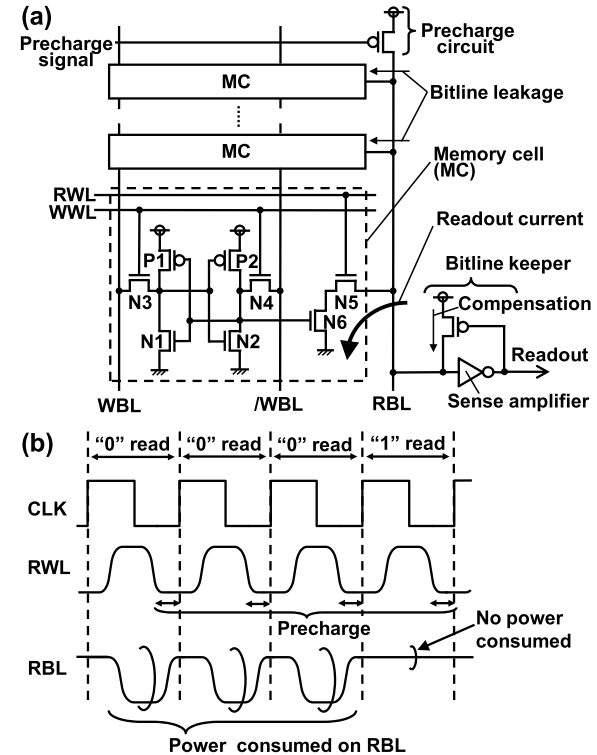 (a)
Precharge
signal
Precharge
circuit
MC
Bitline leakage
MC
Memory cell
(MC)
RWL
WWL
Readout current
P1
P2
Bitline keeper
N3
N4
N5
Compensation
N1
N2
N6
Readout
WBL
/WBL
RBL
Sense amplifier
(b)
“0” read
“0” read
“0” read
“1” read
CLK
RWL
Precharge
No power
consumed
RBL
Power consumed on RBL